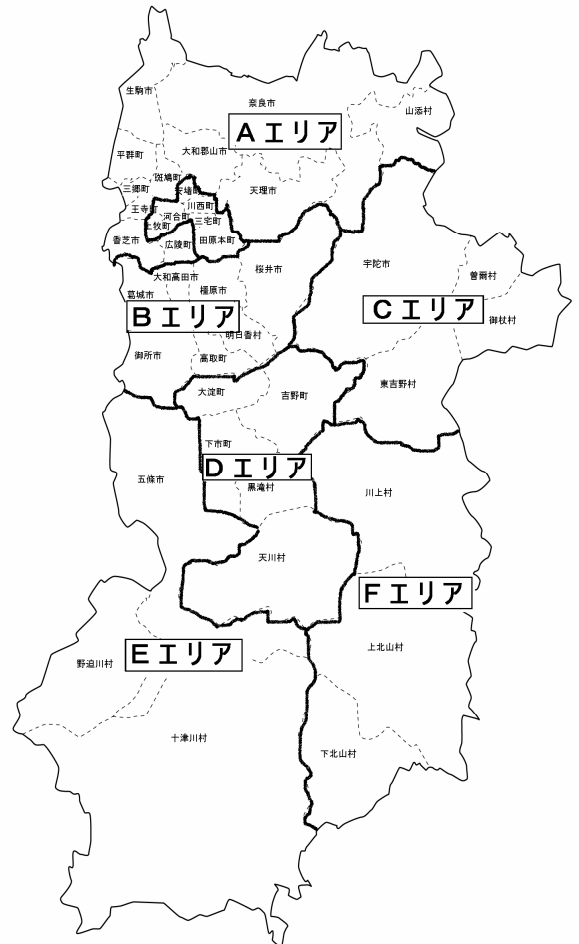 生駒市
奈良市
山添村
Aエリア
平群町
大和郡山市
斑鳩町
三郷町
安堵町
天理市
王寺町
川西町
河合町
三宅町
上牧町
香芝市
広陵町
田原本町
宇陀市
桜井市
曽爾村
大和高田市
橿原市
葛城市
Bエリア
Cエリア
御杖村
明日香村
御所市
高取町
東吉野村
大淀町
吉野町
下市町
Dエリア
五條市
黒滝村
川上村
天川村
Fエリア
上北山村
Eエリア
野迫川村
十津川村
下北山村